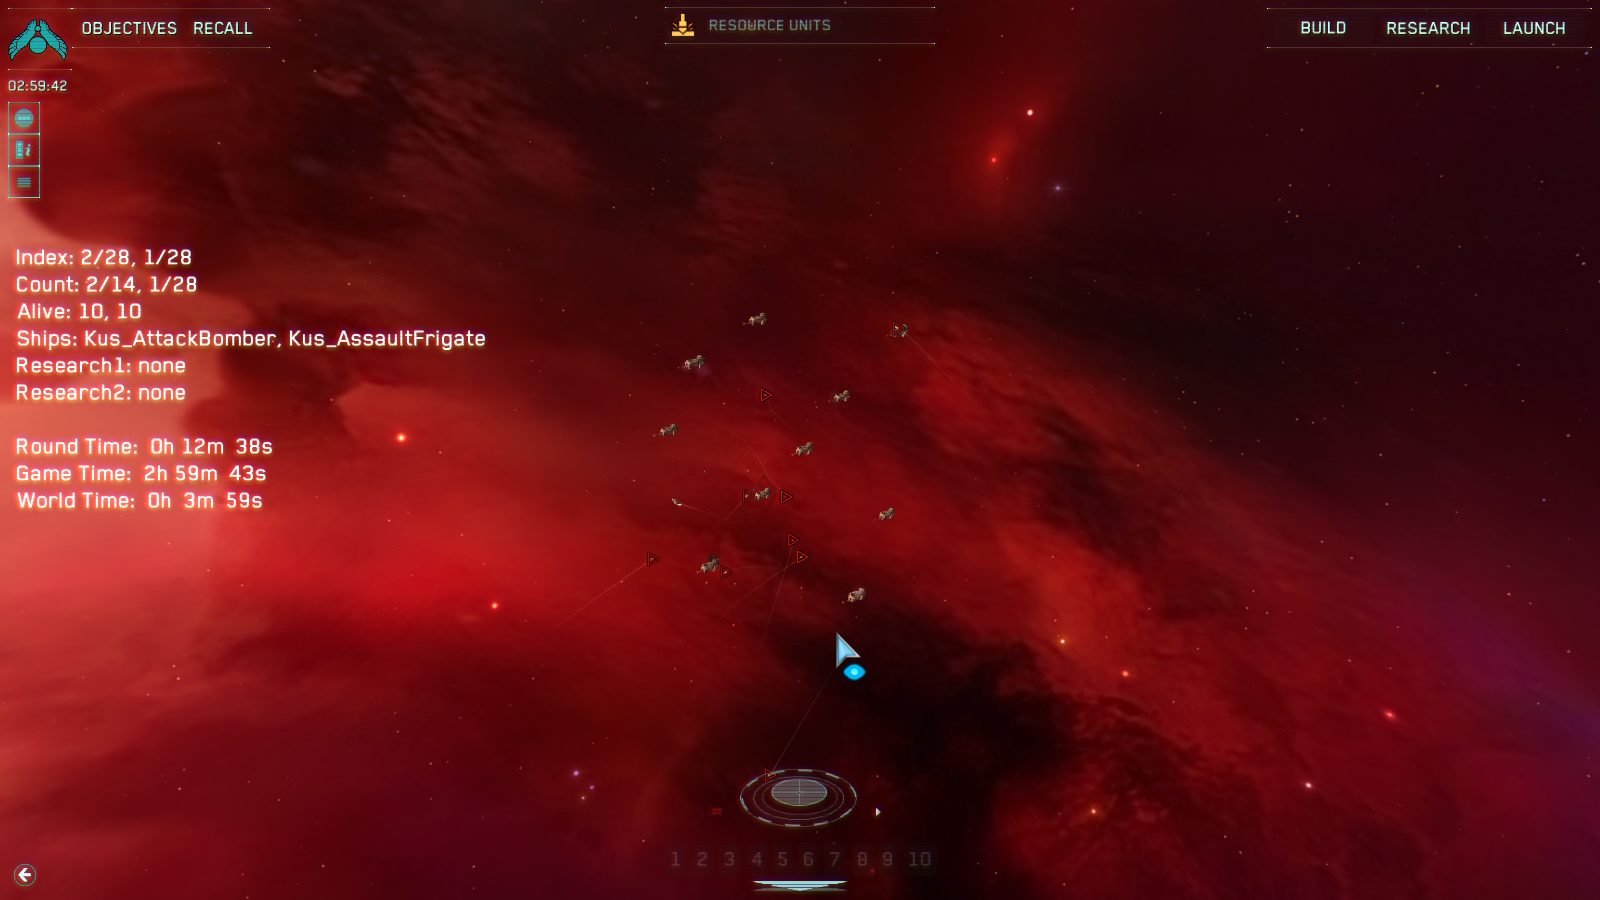 OBJECTIVES RECALL
RESOURCE UNITS
BUILD RESEARCH LAUNCH
02:59:42
Index: 2/28, 1/28
Count: 2/14, 1/28
Alive: 10, 10
Ships: Kus_AttackBomber, Kus_AssaultFrigate
Research1: none
Research2: none
Round Time: 0h 12m 38s
Game Time: 2h 59m 43s
World Time: 0h 3m 59s
1 2 3 4 5 6 7 8 9 10